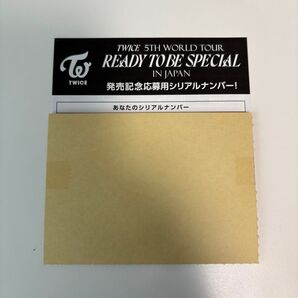 TWICE
TWICE 5TH WORLD TOUR
READY TO BE SPECIAL
IN JAPAN
発売記念応募用シリアルナンバー!
あなたのシリアルナンバー